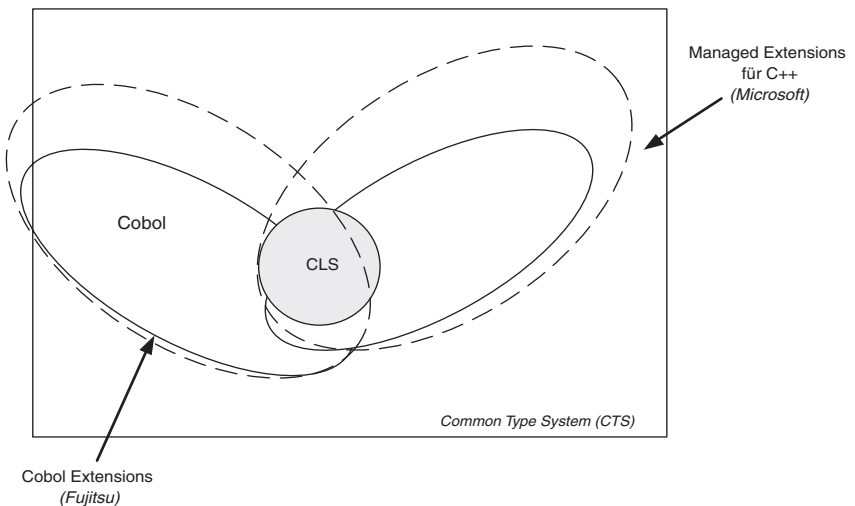 Managed Extensions
für C++
(Microsoft)
Cobol
CLS
Common Type System (CTS)
Cobol Extensions
(Fujitsu)